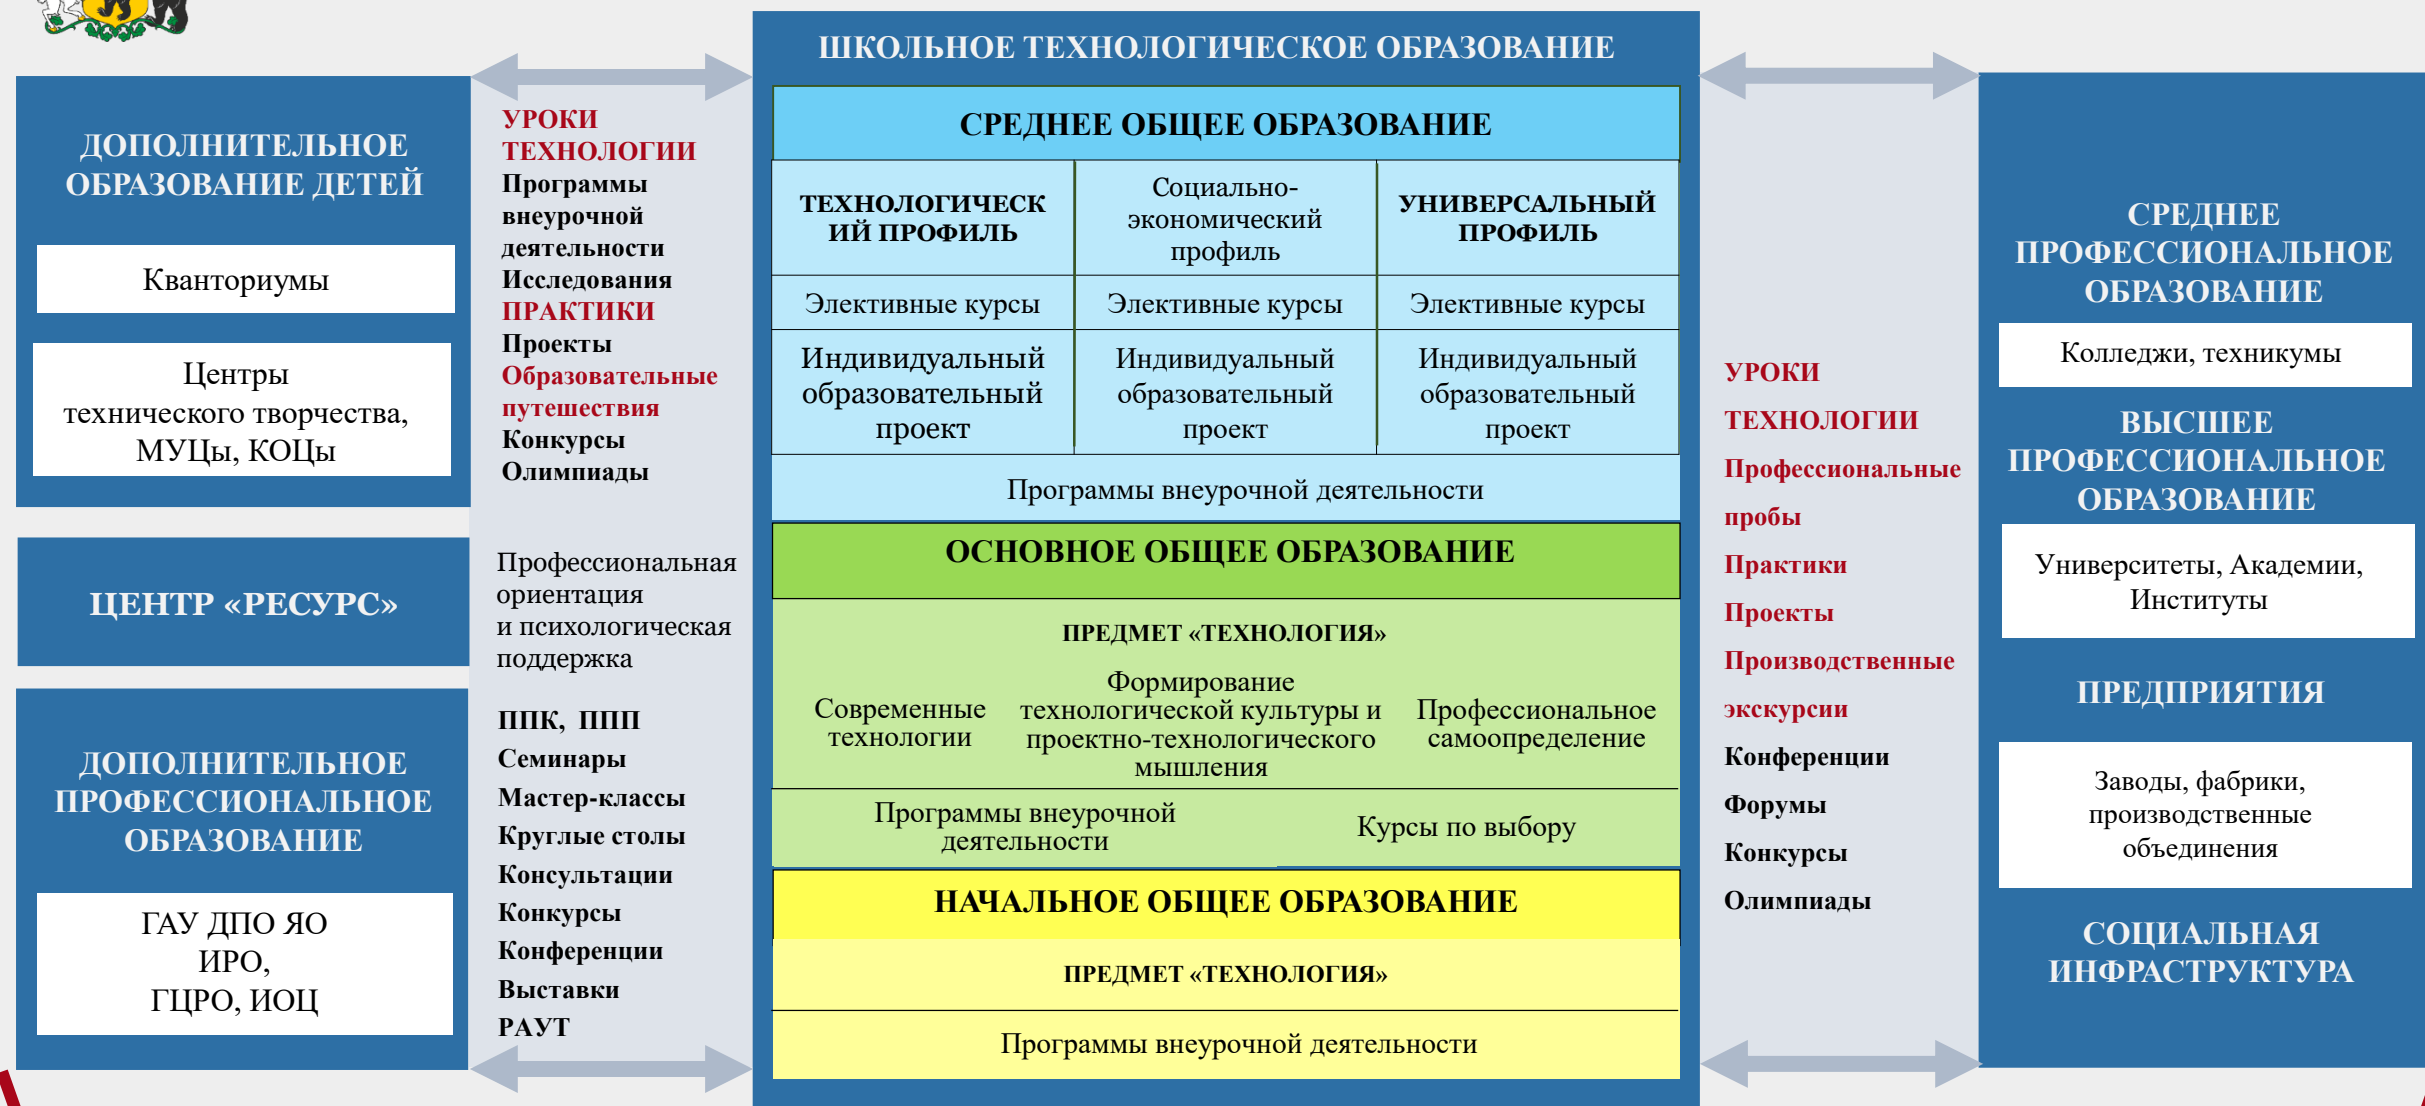 ШКОЛЬНОЕ ТЕХНОЛОГИЧЕСКОЕ ОБРАЗОВАНИЕ
ДОПОЛНИТЕЛЬНОЕ
ОБРАЗОВАНИЕ ДЕТЕЙ
Кванториумы
Центры
технического творчества,
МУЦы, КОЦы
ЦЕНТР «РЕСУРС»
ДОПОЛНИТЕЛЬНОЕ
ПРОФЕССИОНАЛЬНОЕ
ОБРАЗОВАНИЕ
ГАУ ДПО ЯО
ИРО,
ГЦРО, ИОЦ
УРОКИ
ТЕХНОЛОГИИ
Программы
внеурочной
деятельности
Исследования
ПРАКТИКИ
Проекты
Образовательные
путешествия
Конкурсы
Олимпиады
Профессиональная
ориентация
и психологическая
поддержка
ППК, ППП
Семинары
Мастер-классы
Круглые столы
Консультации
Конкурсы
Конференции
Выставки
РАУТ
СРЕДНЕЕ ОБЩЕЕ ОБРАЗОВАНИЕ
ТЕХНОЛОГИЧЕСК
ИЙ ПРОФИЛЬ
Социально-
экономический
профиль
УНИВЕРСАЛЬНЫЙ
ПРОФИЛЬ
Элективные курсы
Элективные курсы
Элективные курсы
Индивидуальный
образовательный
проект
Индивидуальный
образовательный
проект
Индивидуальный
образовательный
проект
Программы внеурочной деятельности
ОСНОВНОЕ ОБЩЕЕ ОБРАЗОВАНИЕ
ПРЕДМЕТ «ТЕХНОЛОГИЯ»
Современные
технологии
Формирование
технологической культуры и
проектно-технологического
мышления
Профессиональное
самоопределение
Программы внеурочной
деятельности
Курсы по выбору
НАЧАЛЬНОЕ ОБЩЕЕ ОБРАЗОВАНИЕ
ПРЕДМЕТ «ТЕХНОЛОГИЯ»
Программы внеурочной деятельности
УРОКИ
ТЕХНОЛОГИИ
Профессиональные
пробы
Практики
Проекты
Производственные
экскурсии
Конференции
Форумы
Конкурсы
Олимпиады
СРЕДНЕЕ
ПРОФЕССИОНАЛЬНОЕ
ОБРАЗОВАНИЕ
Колледжи, техникумы
ВЫСШЕЕ
ПРОФЕССИОНАЛЬНОЕ
ОБРАЗОВАНИЕ
Университеты, Академии,
Институты
ПРЕДПРИЯТИЯ
Заводы, фабрики,
производственные
объединения
СОЦИАЛЬНАЯ
ИНФРАСТРУКТУРА